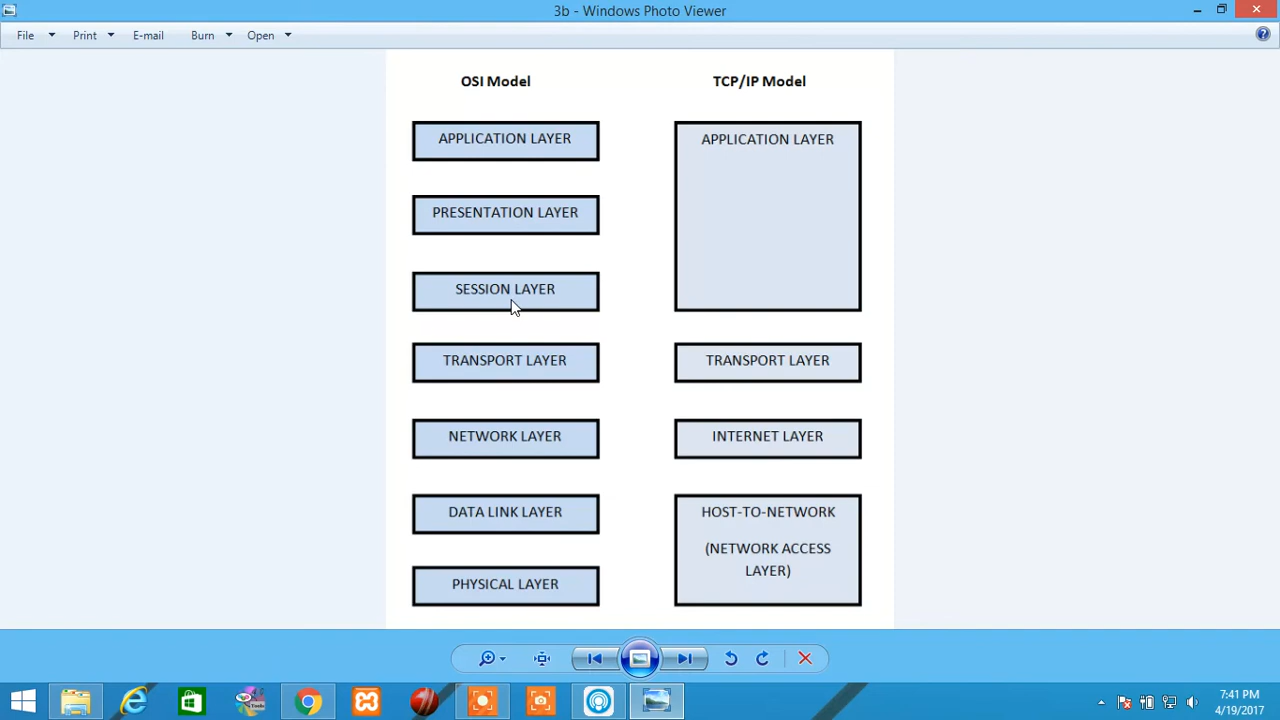 3b - Windows Photo Viewer
File Print E-mail Burn Open
OSI Model TCP/IP Model
APPLICATION LAYER APPLICATION LAYER
PRESENTATION LAYER
SESSION LAYER
TRANSPORT LAYER TRANSPORT LAYER
NETWORK LAYER INTERNET LAYER
DATA LINK LAYER HOST-TO-NETWORK
(NETWORK ACCESS
LAYER)
PHYSICAL LAYER
Tools
7:41 PM
4/19/2017